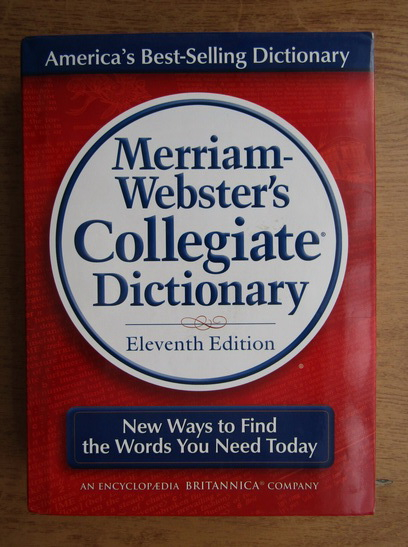 America's Best-Selling Dictionary
Merriam-
Webster's
Collegiate®
Dictionary
Eleventh Edition
®
New Ways to Find
the Words You Need Today
AN ENCYCLOPÆDIA BRITANNICA® COMPANY